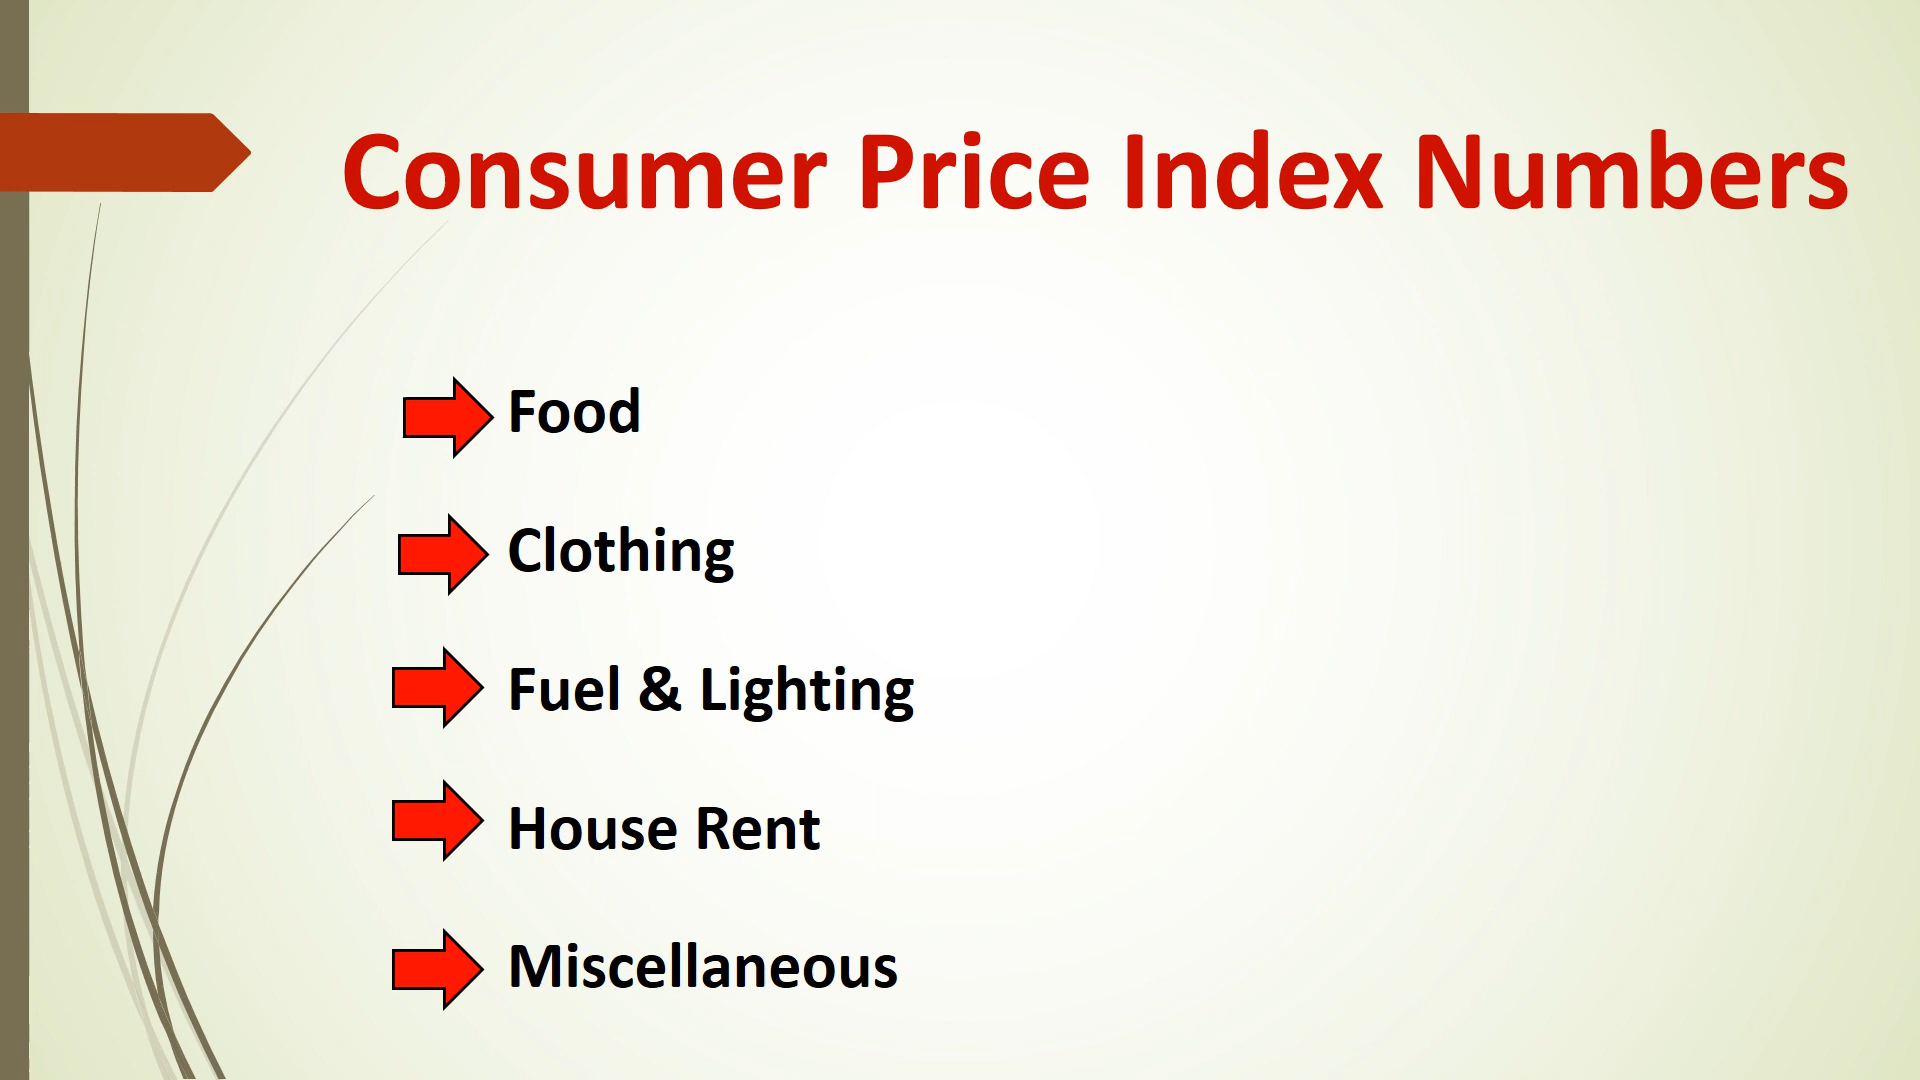 Consumer Price Index Numbers
Food
Clothing
Fuel & Lighting
House Rent
Miscellaneous